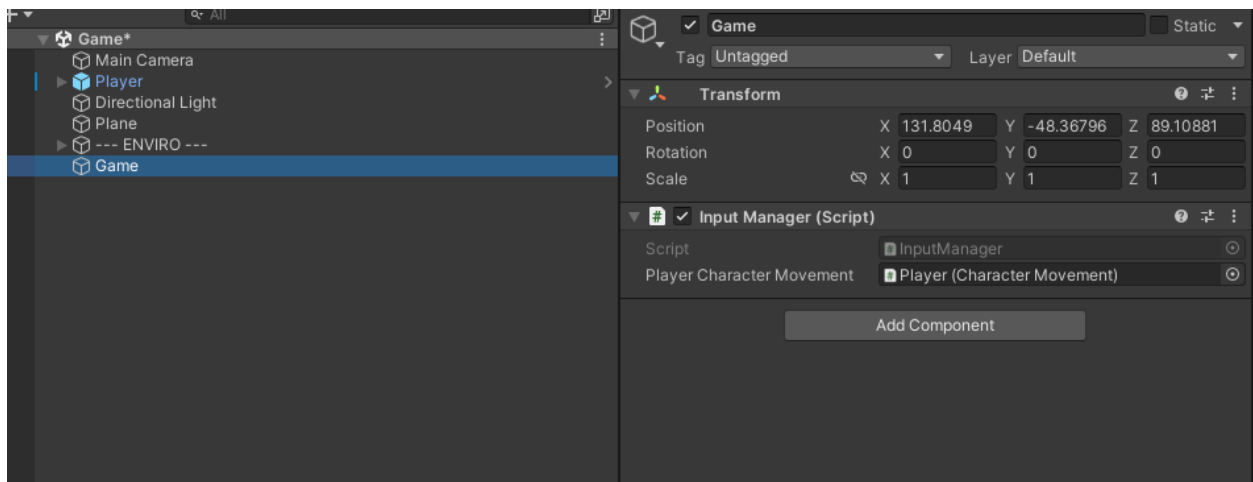 All
Game*
Main Camera
Player
Directional Light
Plane
--- ENVIRO ---
Game
Game
Static
Tag Untagged Layer Default
Transform
Position X 131.8049 Y -48.36796 Z 89.10881
Rotation X 0 Y 0 Z 0
Scale X 1 Y 1 Z 1
# Input Manager (Script)
Script InputManager
Player Character Movement Player (Character Movement)
Add Component